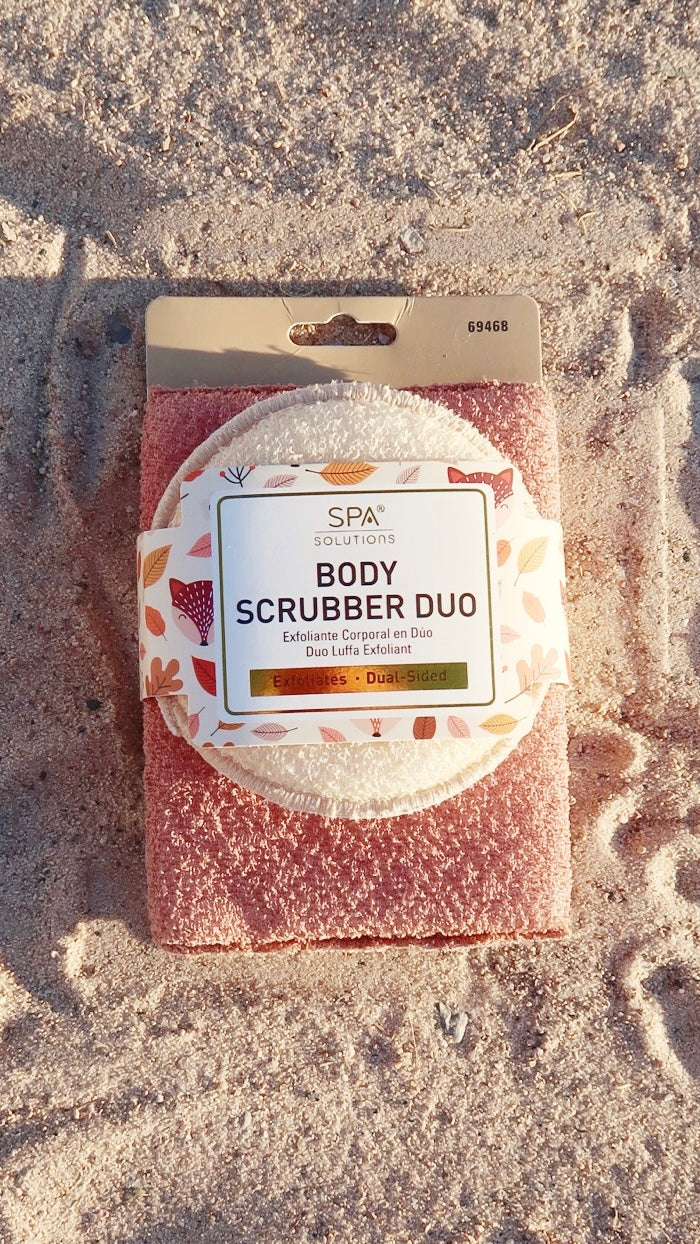 69468
SPA®
SOLUTIONS
BODY
SCRUBBER DUO
Exfoliante Corporal en Dúo
Duo Luffa Exfoliant
Exfoliates • Dual-Sided